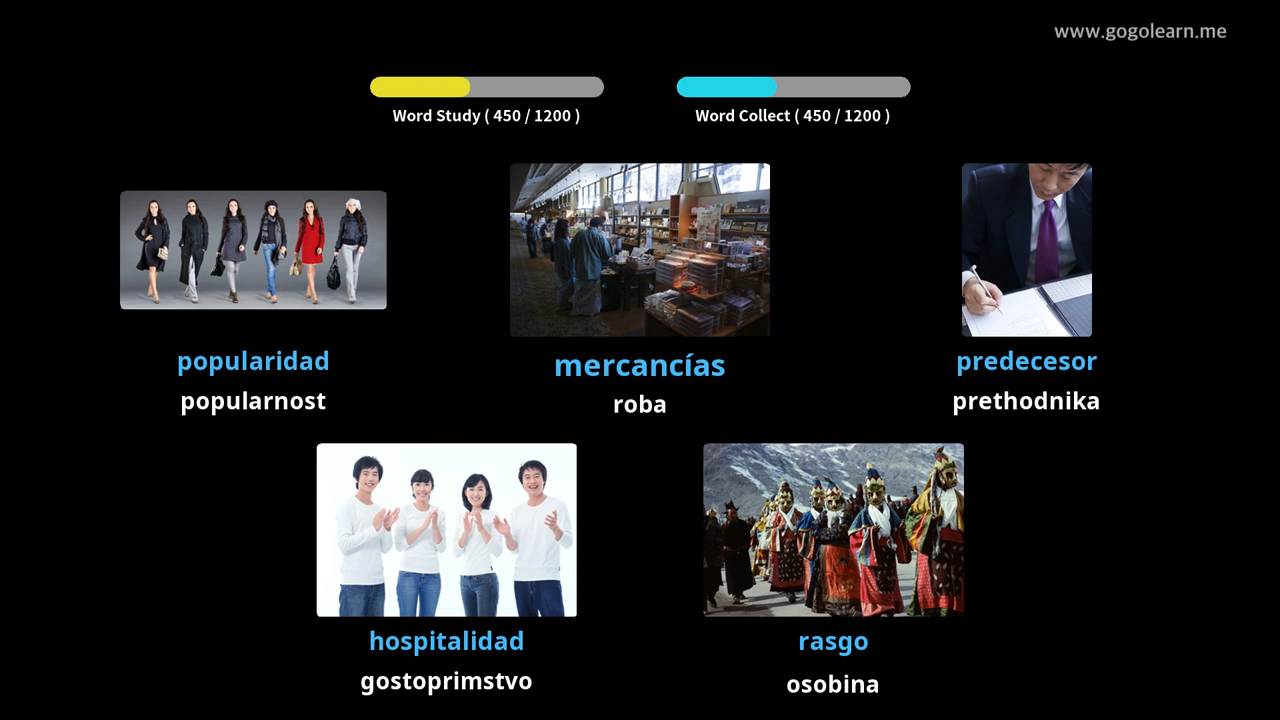 www.gogolearn.me
Word Study ( 450 / 1200 )
Word Collect ( 450 / 1200 )
popularidad
popularnost
mercancías
roba
predecesor
prethodnika
hospitalidad
gostoprimstvo
rasgo
osobina